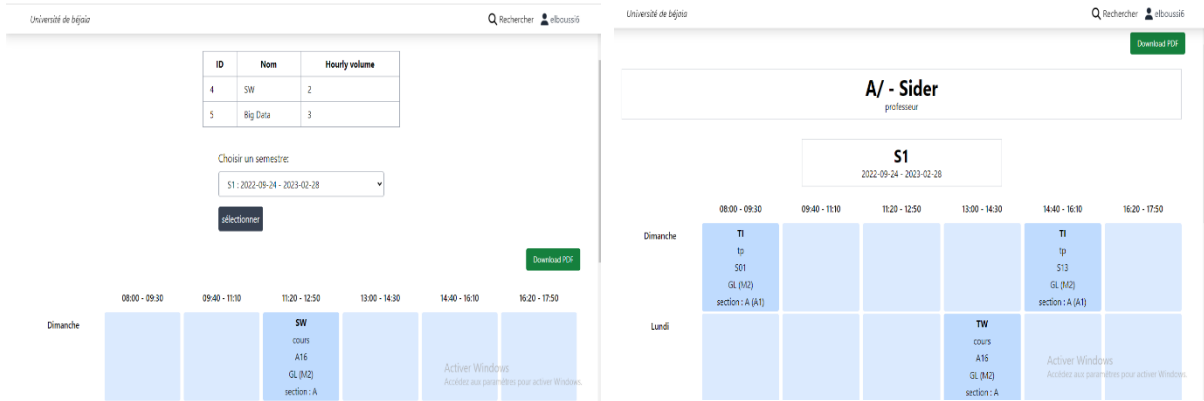 Université de béjaia
Rechercher elboussi6
ID Nom Hourly volume
4 SW 2
5 Big Data 3
Choisir un semestre:
S1 : 2022-09-24 - 2023-02-28
sélectionner
Download PDF
08:00 - 09:30 09:40 - 11:10 11:20 - 12:50 13:00 - 14:30 14:40 - 16:10 16:20 - 17:50
Dimanche
SW
cours
A16
GL (M2)
section : A
Activer Windows
Accédez aux paramètres pour activer Windows.
Université de béjaia
Rechercher elboussi6
Download PDF
A/ - Sider
professeur
S1
2022-09-24 - 2023-02-28
08:00 - 09:30 09:40 - 11:10 11:20 - 12:50 13:00 - 14:30 14:40 - 16:10 16:20 - 17:50
Dimanche
TI
tp
S01
GL (M2)
section : A (A1)
TI
tp
S13
GL (M2)
section : A (A1)
Lundi
TW
cours
A16
GL (M2)
section : A
Activer Windows
Accédez aux paramètres pour activer Windows.